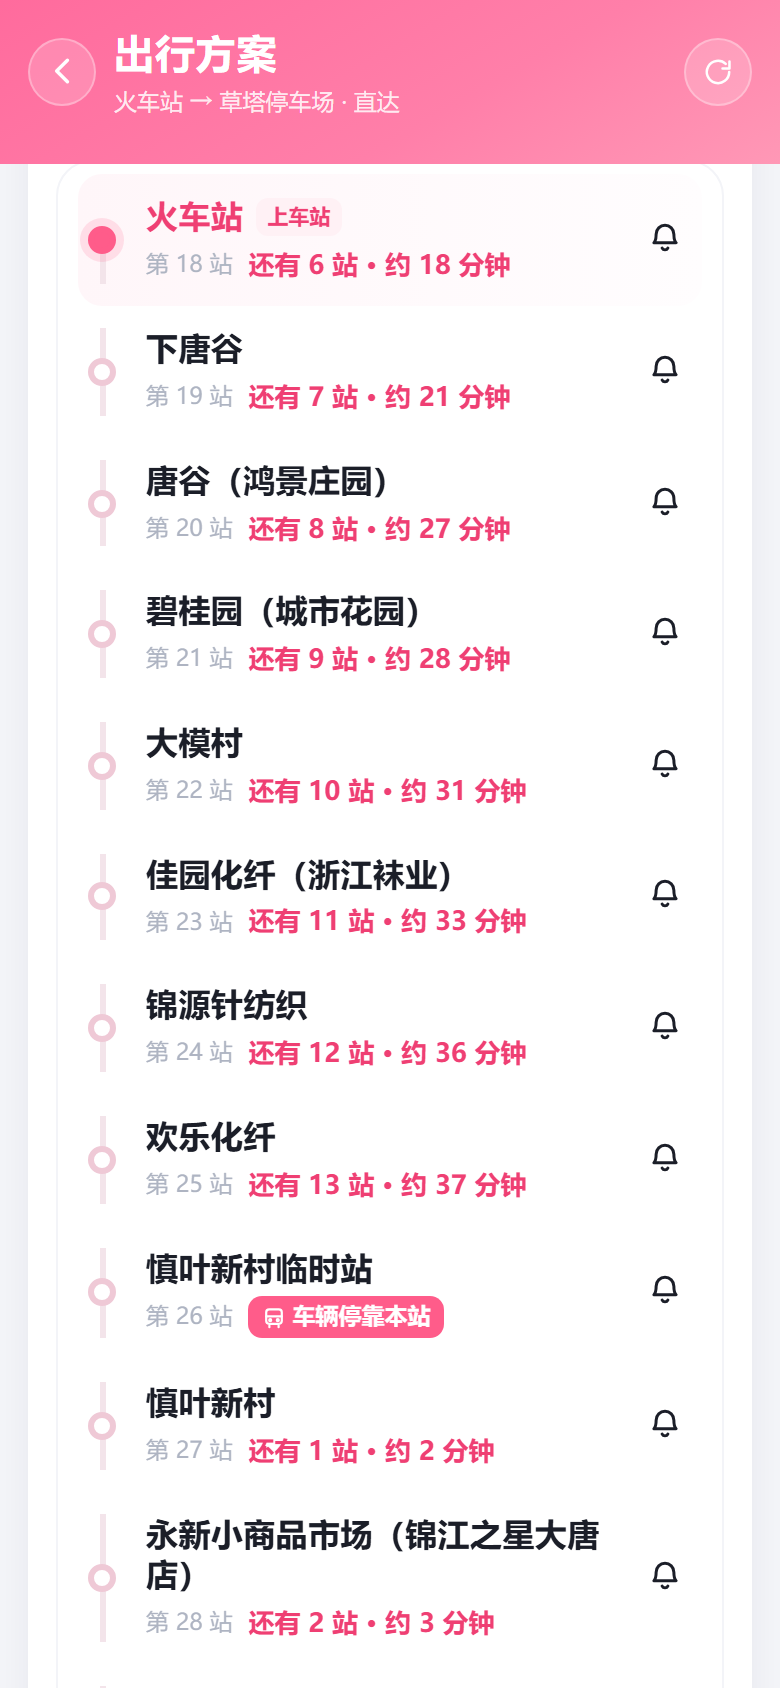 出行方案
火车站 → 草塔停车场 · 直达
火车站 上车站
第 18 站 还有 6 站 • 约 18 分钟
下唐谷
第 19 站 还有 7 站 • 约 21 分钟
唐谷（鸿景庄园）
第 20 站 还有 8 站 • 约 27 分钟
碧桂园（城市花园）
第 21 站 还有 9 站 • 约 28 分钟
大模村
第 22 站 还有 10 站 • 约 31 分钟
佳园化纤（浙江袜业）
第 23 站 还有 11 站 • 约 33 分钟
锦源针纺织
第 24 站 还有 12 站 • 约 36 分钟
欢乐化纤
第 25 站 还有 13 站 • 约 37 分钟
慎叶新村临时站
第 26 站 车辆停靠本站
慎叶新村
第 27 站 还有 1 站 • 约 2 分钟
永新小商品市场（锦江之星大唐
店）
第 28 站 还有 2 站 • 约 3 分钟